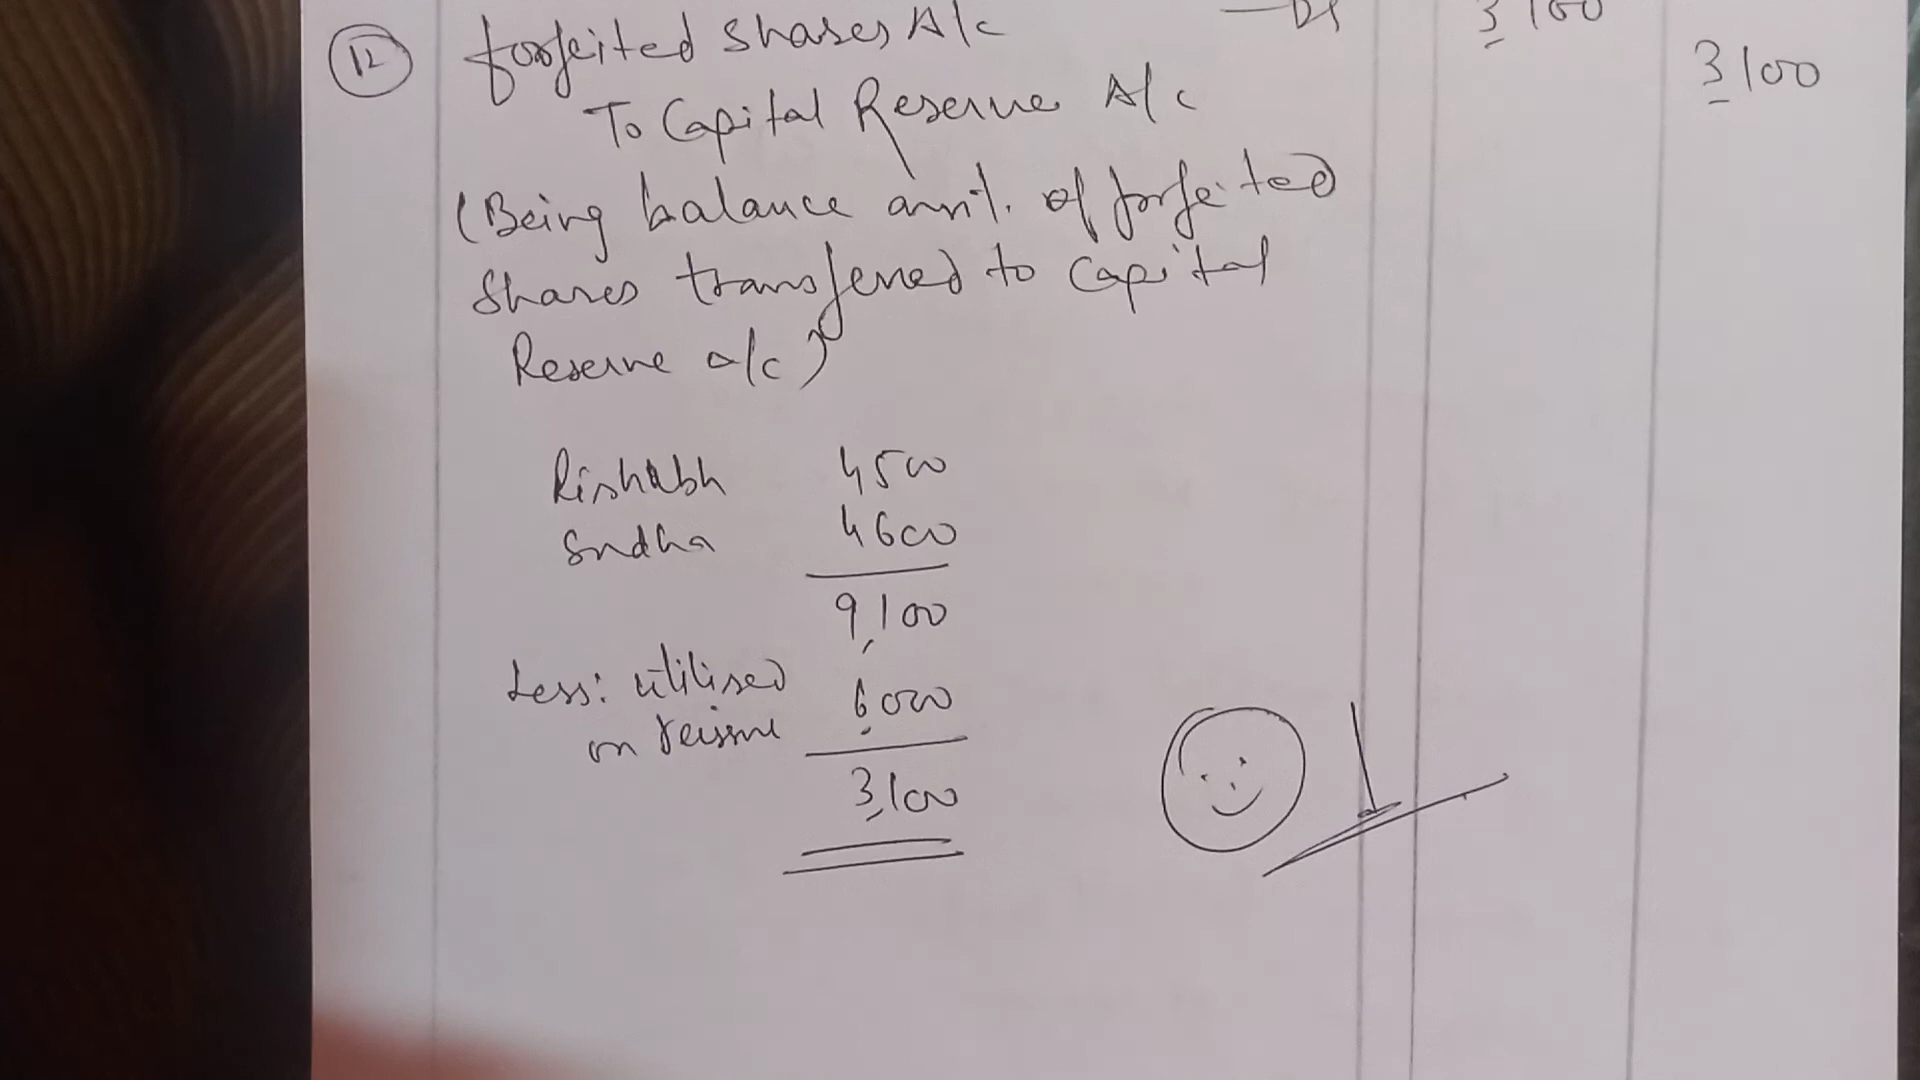 12 forfeited shares A/c — Dr 3100
To Capital Reserve A/c 3100
(Being balance amt. of forfeited
shares transferred to Capital
Reserve a/c)
Rishabh 4500
Sudha 4600
9,100
Less: utilised 6000
on reissue
3,100